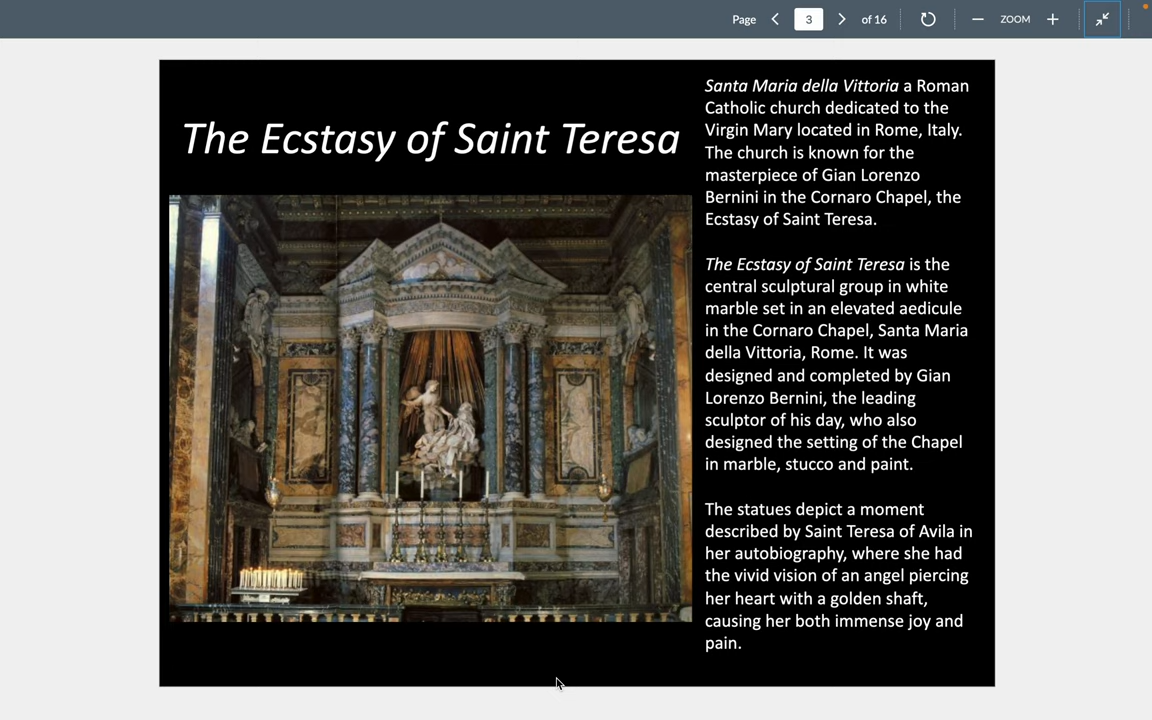 Page 3 of 16 ZOOM
The Ecstasy of Saint Teresa
Santa Maria della Vittoria a Roman
Catholic church dedicated to the
Virgin Mary located in Rome, Italy.
The church is known for the
masterpiece of Gian Lorenzo
Bernini in the Cornaro Chapel, the
Ecstasy of Saint Teresa.
The Ecstasy of Saint Teresa is the
central sculptural group in white
marble set in an elevated aedicule
in the Cornaro Chapel, Santa Maria
della Vittoria, Rome. It was
designed and completed by Gian
Lorenzo Bernini, the leading
sculptor of his day, who also
designed the setting of the Chapel
in marble, stucco and paint.
The statues depict a moment
described by Saint Teresa of Avila in
her autobiography, where she had
the vivid vision of an angel piercing
her heart with a golden shaft,
causing her both immense joy and
pain.